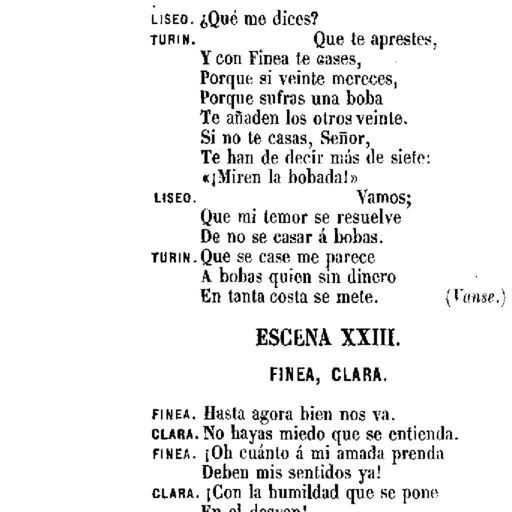 LISEO. ¿Qué me dices?
TURIN. Que te aprestes,
Y con Finea te cases,
Porque si veinte mereces,
Porque sufras una boba
Te añaden los otros veinte.
Si no te casas, Señor,
Te han de decir más de siete:
«¡Miren la bobada!»
LISEO. Vamos;
Que mi temor se resuelve
De no se casar á bobas.
TURIN. Que se case me parece
A bobas quien sin dinero
En tanta costa se mete. (Vanse.)
ESCENA XXIII.
FINEA, CLARA.
FINEA. Hasta agora bien nos va.
CLARA. No hayas miedo que se entienda.
FINEA. ¡Oh cuánto á mi amada prenda
Deben mis sentidos ya!
CLARA. ¡Con la humildad que se pone
En el desvan!